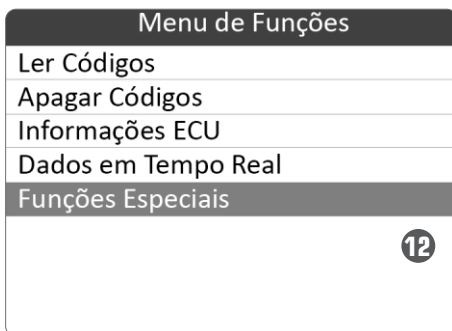 Menu de Funções
Ler Códigos
Apagar Códigos
Informações ECU
Dados em Tempo Real
Funções Especiais
12